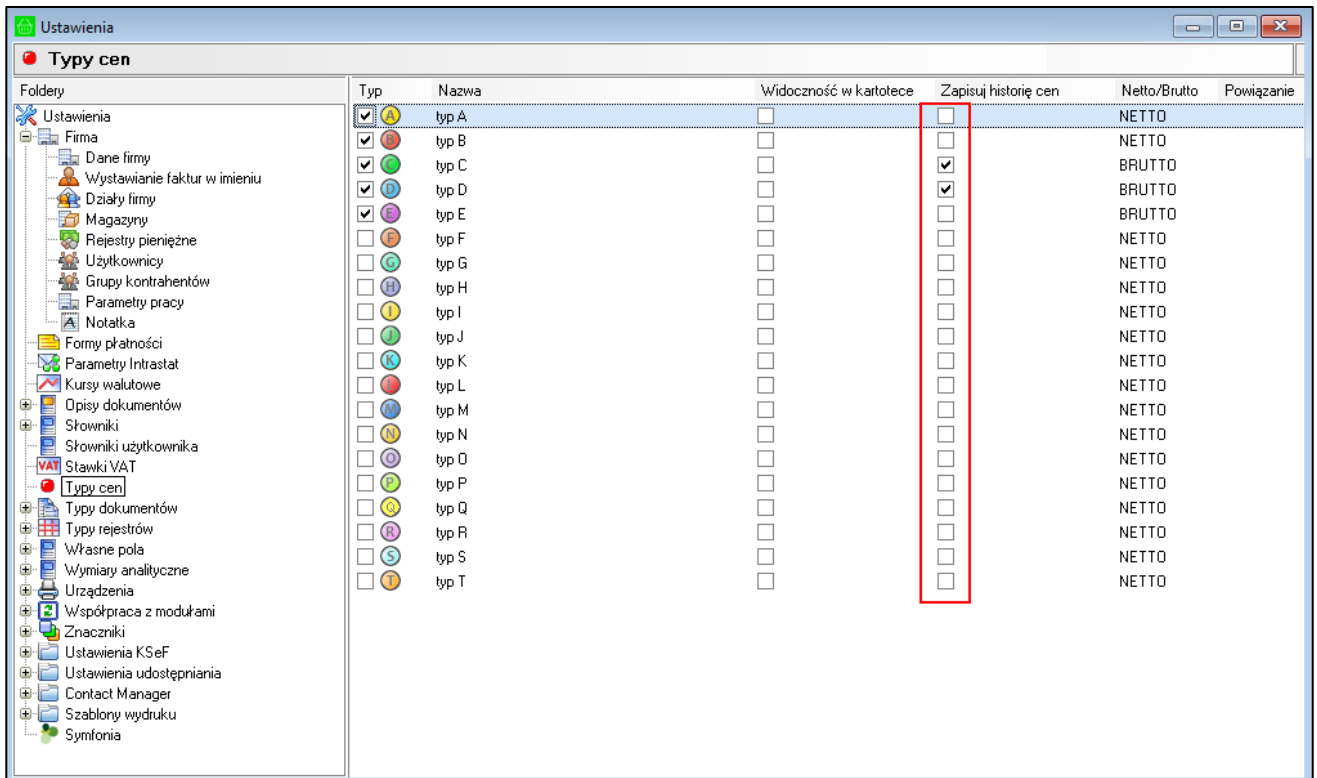 Ustawienia
Typy cen
Foldery
Ustawienia
Firma
Dane firmy
Wystawianie faktur w imieniu
Działy firmy
Magazyny
Rejestry pieniężne
Użytkownicy
Grupy kontrahentów
Parametry pracy
Notatka
Formy płatności
Parametry Intrastat
Kursy walutowe
Opisy dokumentów
Słowniki
Słowniki użytkownika
VAT Stawki VAT
Typy cen
Typy dokumentów
Typy rejestrów
Własne pola
Wymiary analityczne
Urządzenia
Współpraca z modułami
Znaczniki
Ustawienia KSeF
Ustawienia udostępniania
Contact Manager
Szablony wydruku
Symfonia
Typ Nazwa Widoczność w kartotece Zapisuj historię cen Netto/Brutto Powiązanie
A typ A NETTO
B typ B NETTO
C typ C BRUTTO
D typ D BRUTTO
E typ E BRUTTO
F typ F NETTO
G typ G NETTO
H typ H NETTO
I typ I NETTO
J typ J NETTO
K typ K NETTO
L typ L NETTO
M typ M NETTO
N typ N NETTO
O typ O NETTO
P typ P NETTO
Q typ Q NETTO
R typ R NETTO
S typ S NETTO
T typ T NETTO